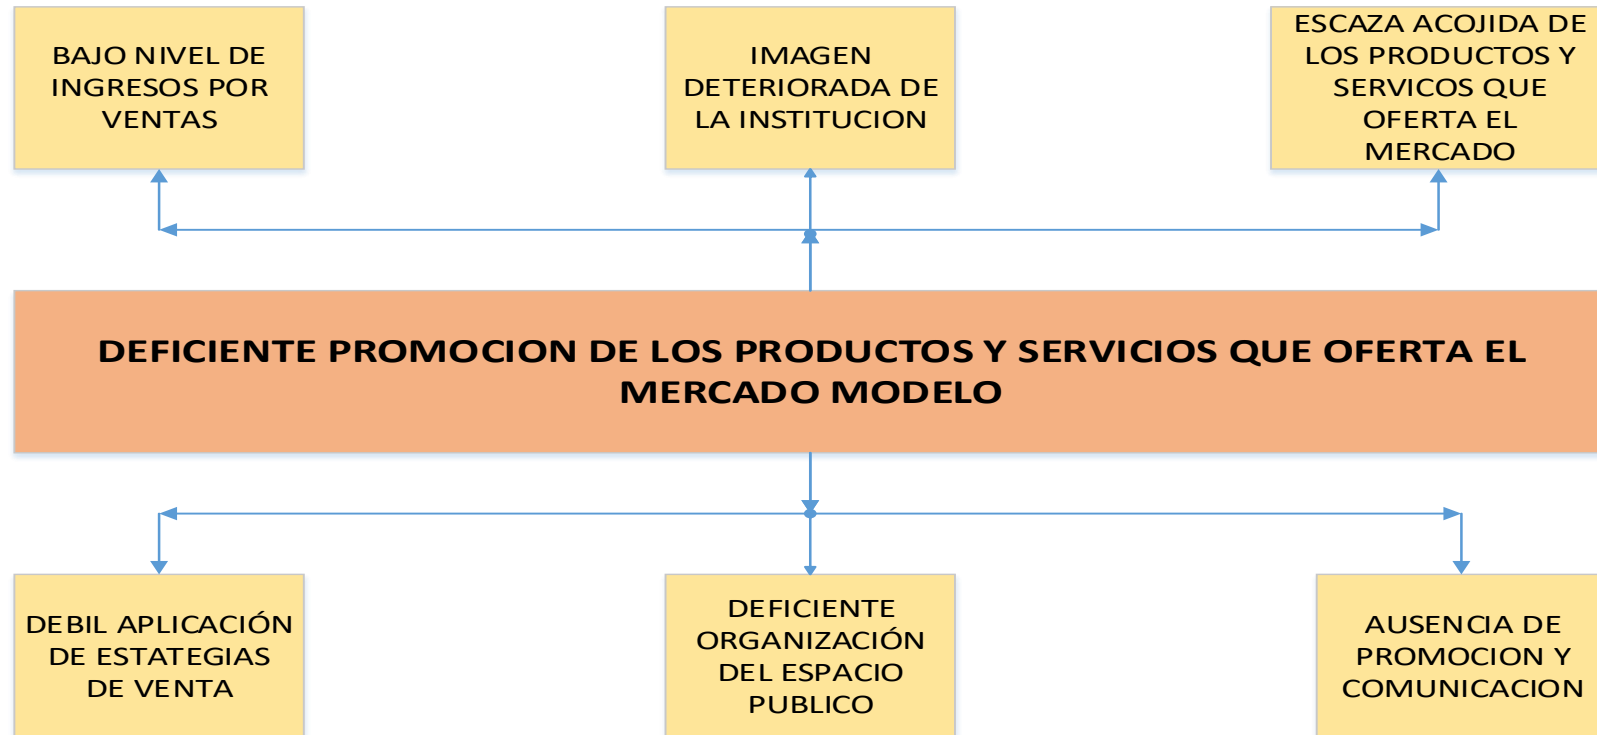 BAJO NIVEL DE
INGRESOS POR
VENTAS
IMAGEN
DETERIORADA DE
LA INSTITUCION
ESCAZA ACOJIDA DE
LOS PRODUCTOS Y
SERVICOS QUE
OFERTA EL
MERCADO
DEFICIENTE PROMOCION DE LOS PRODUCTOS Y SERVICIOS QUE OFERTA EL
MERCADO MODELO
DEBIL APLICACIÓN
DE ESTATEGIAS
DE VENTA
DEFICIENTE
ORGANIZACIÓN
DEL ESPACIO
PUBLICO
AUSENCIA DE
PROMOCION Y
COMUNICACION